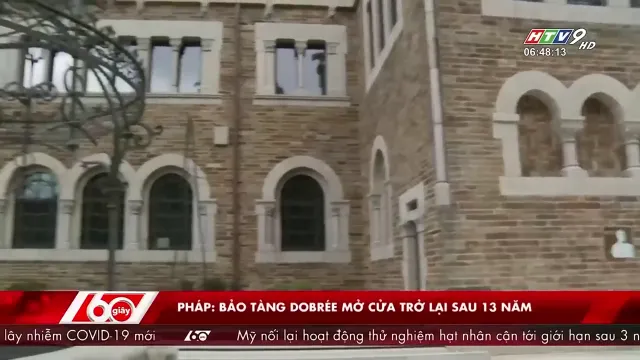 HTV9 HD
06:48:13
60 giây PHÁP: BẢO TÀNG DOBRÉE MỞ CỬA TRỞ LẠI SAU 13 NĂM
lây nhiễm COVID-19 mới 60 giây Mỹ nối lại hoạt động thử nghiệm hạt nhân cận tới giới hạn sau 3 n